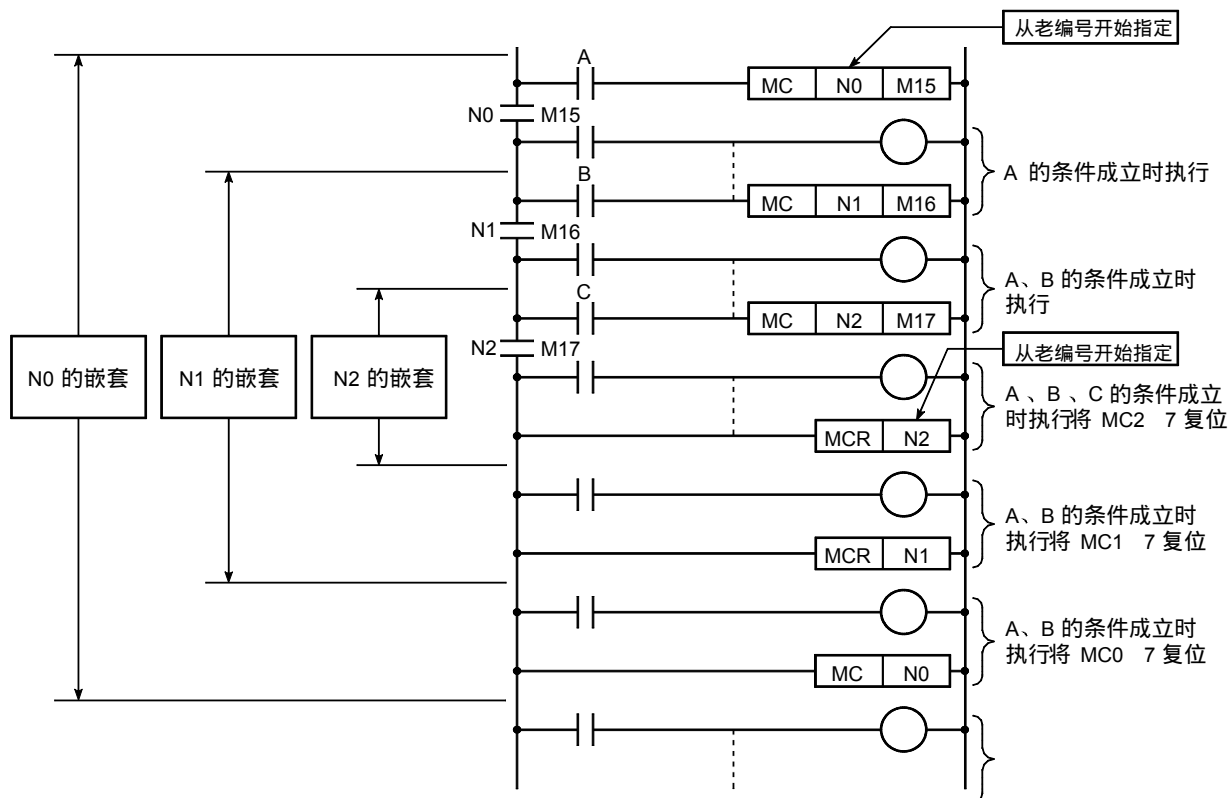 从老编号开始指定
A
MC N0 M15
N0 M15
A 的条件成立时执行
B
MC N1 M16
N1 M16
A、B 的条件成立时
执行
C
MC N2 M17
N2 M17
从老编号开始指定
N0 的嵌套
N1 的嵌套
N2 的嵌套
A 、B 、C 的条件成立
时执行将 MC2 7 复位
MCR N2
A、B 的条件成立时
执行将 MC1 7 复位
MCR N1
A、B 的条件成立时
执行将 MC0 7 复位
MC N0